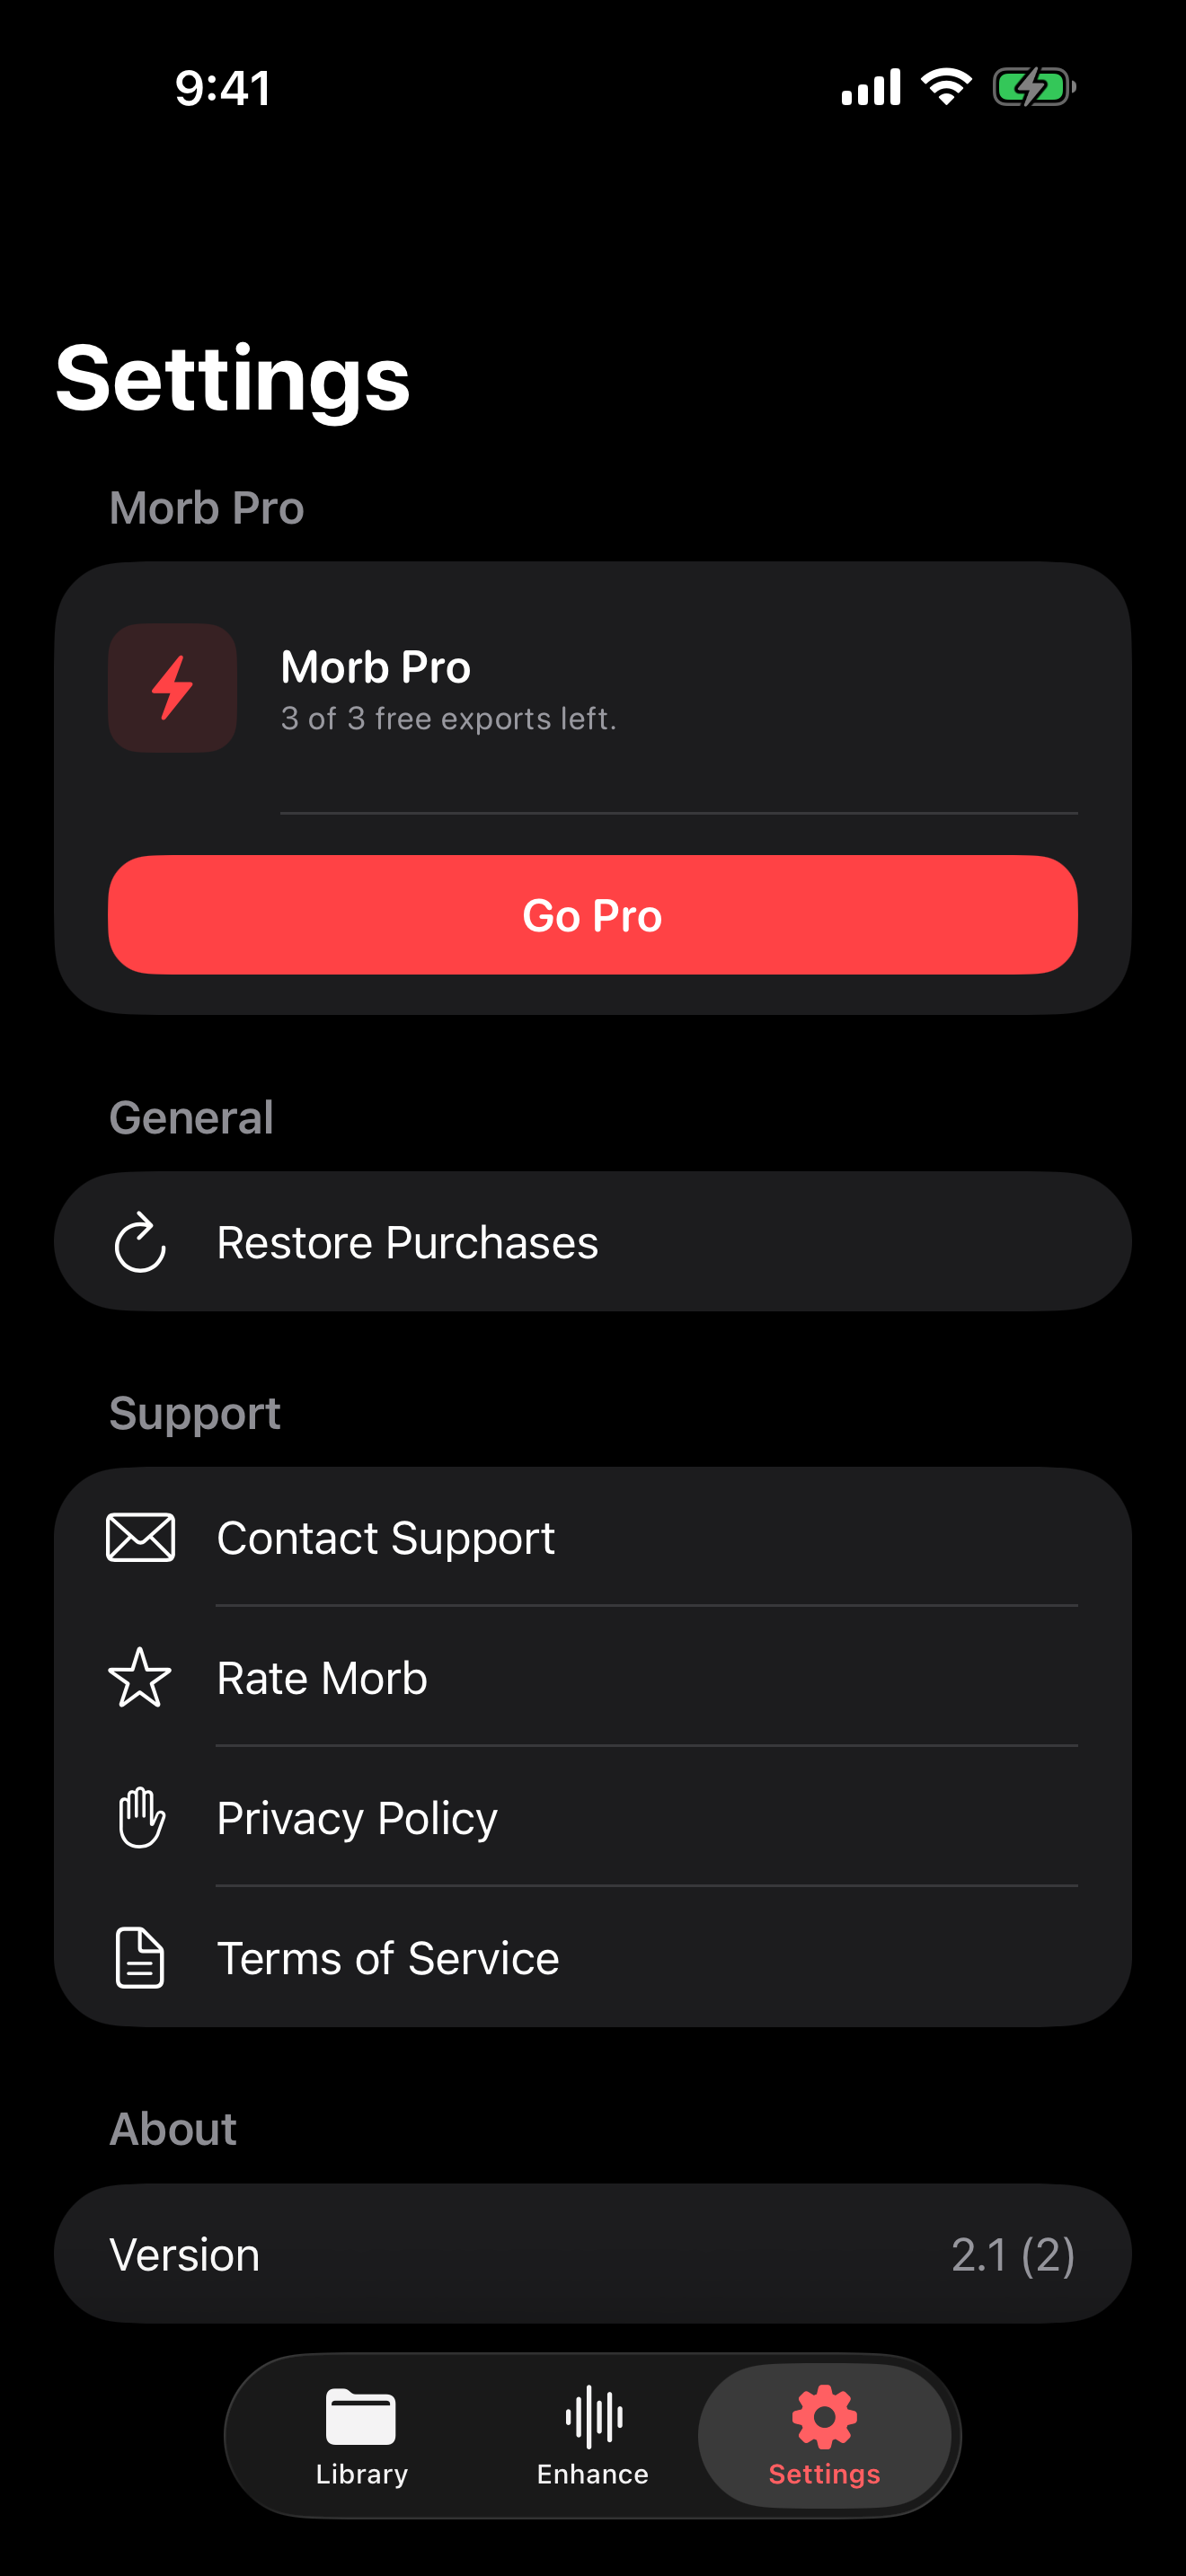 9:41
Settings
Morb Pro
Morb Pro
3 of 3 free exports left.
Go Pro
General
Restore Purchases
Support
Contact Support
Rate Morb
Privacy Policy
Terms of Service
About
Version 2.1 (2)
Library Enhance Settings